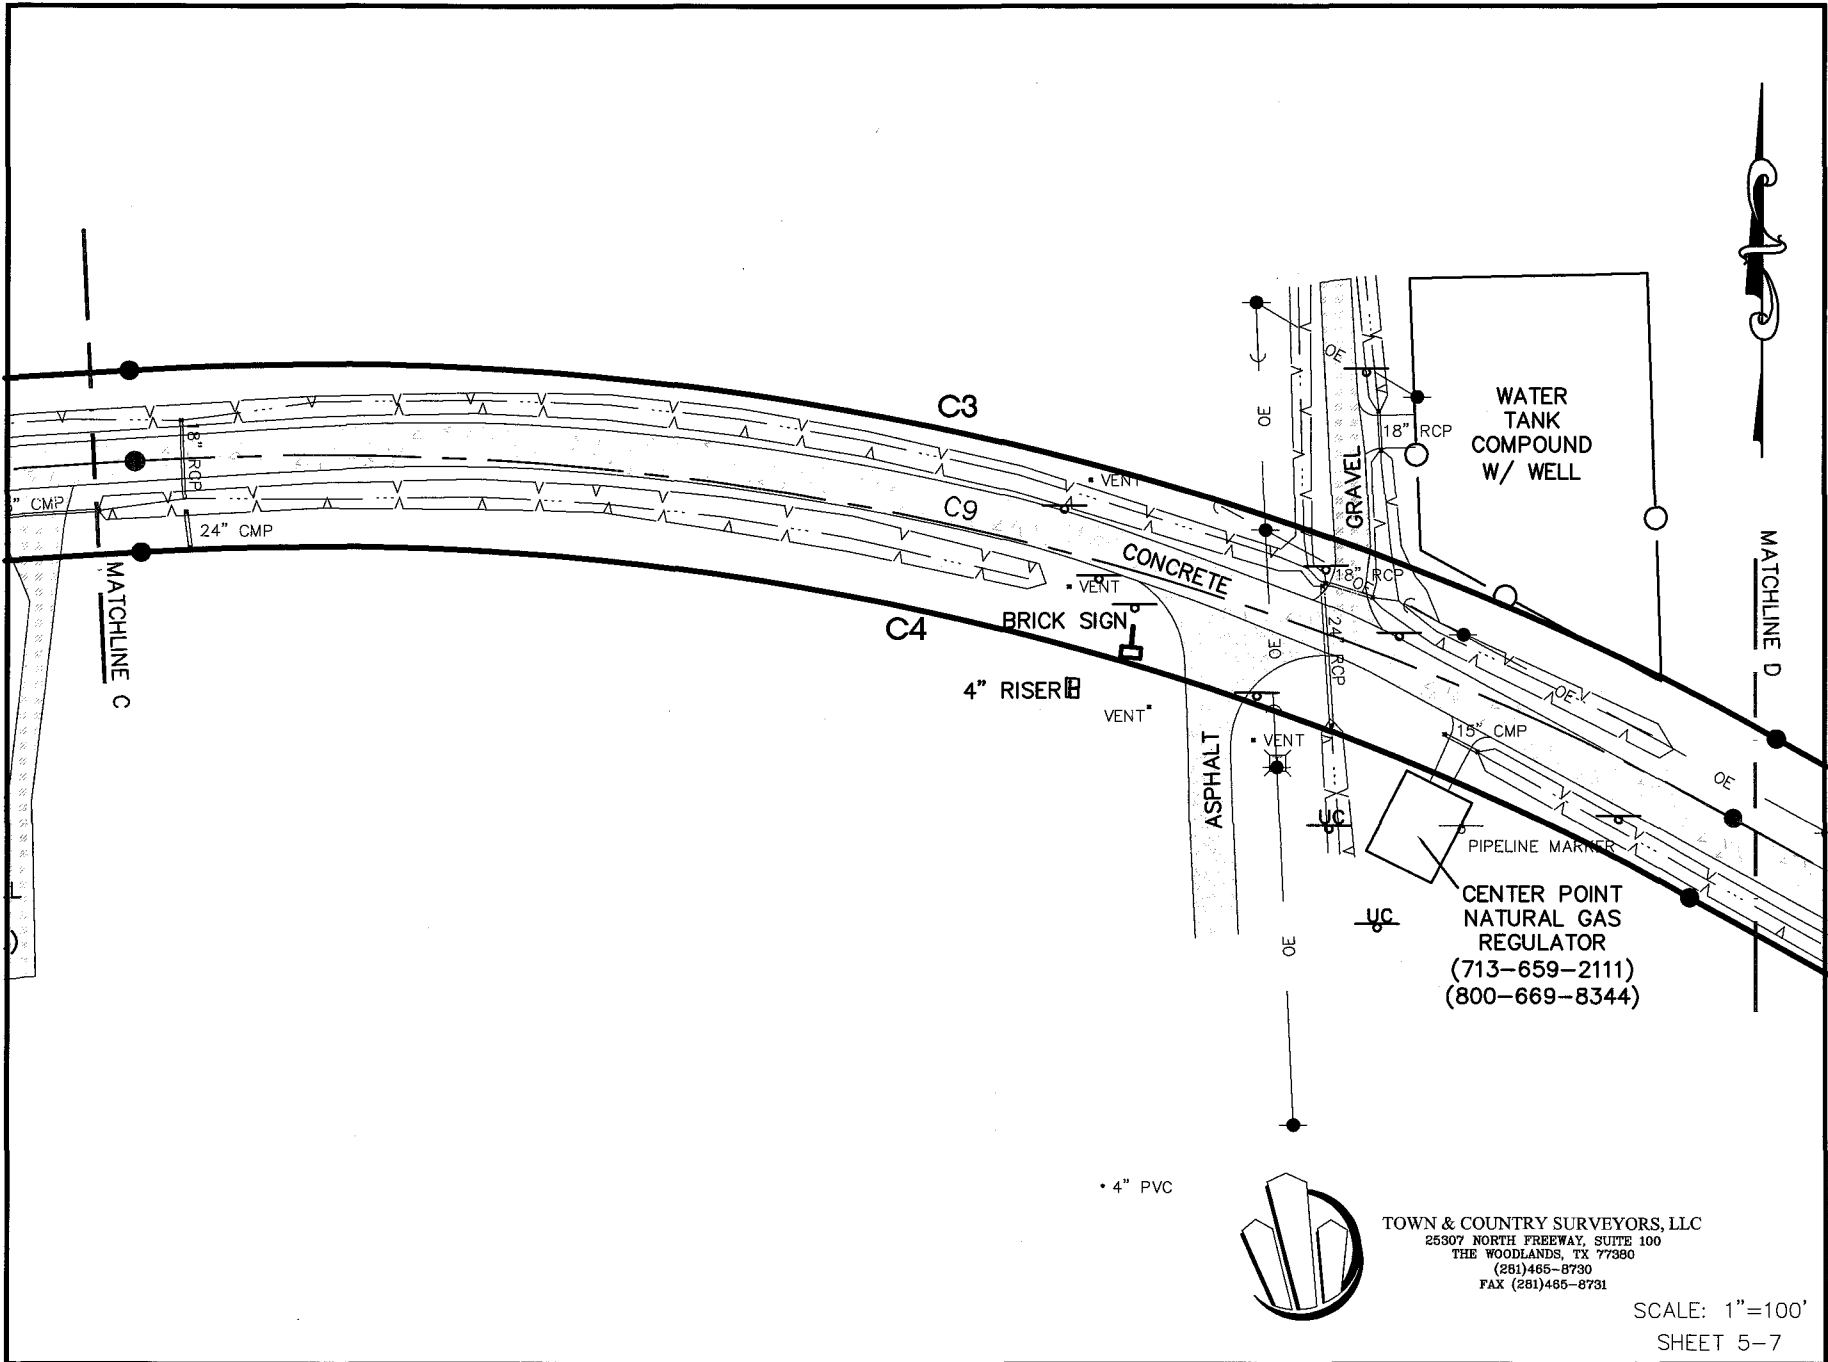 C3
OE
OE
WATER
TANK
COMPOUND
W/ WELL
18" RCP
18" RCP
GRAVEL
VENT
C9
" CMP
24" CMP
CONCRETE
18" RCP
OE
MATCHLINE C
MATCHLINE D
VENT
BRICK SIGN
C4
24" RCP
OE
4" RISER
VENT
OE
15" CMP
VENT
ASPHALT
OE
UC
PIPELINE MARKER
CENTER POINT
NATURAL GAS
REGULATOR
(713-659-2111)
(800-669-8344)
UC
OE
L
4" PVC
TOWN & COUNTRY SURVEYORS, LLC
25307 NORTH FREEWAY, SUITE 100
THE WOODLANDS, TX 77380
(281)465-8730
FAX (281)465-8731
SCALE: 1"=100'
SHEET 5-7